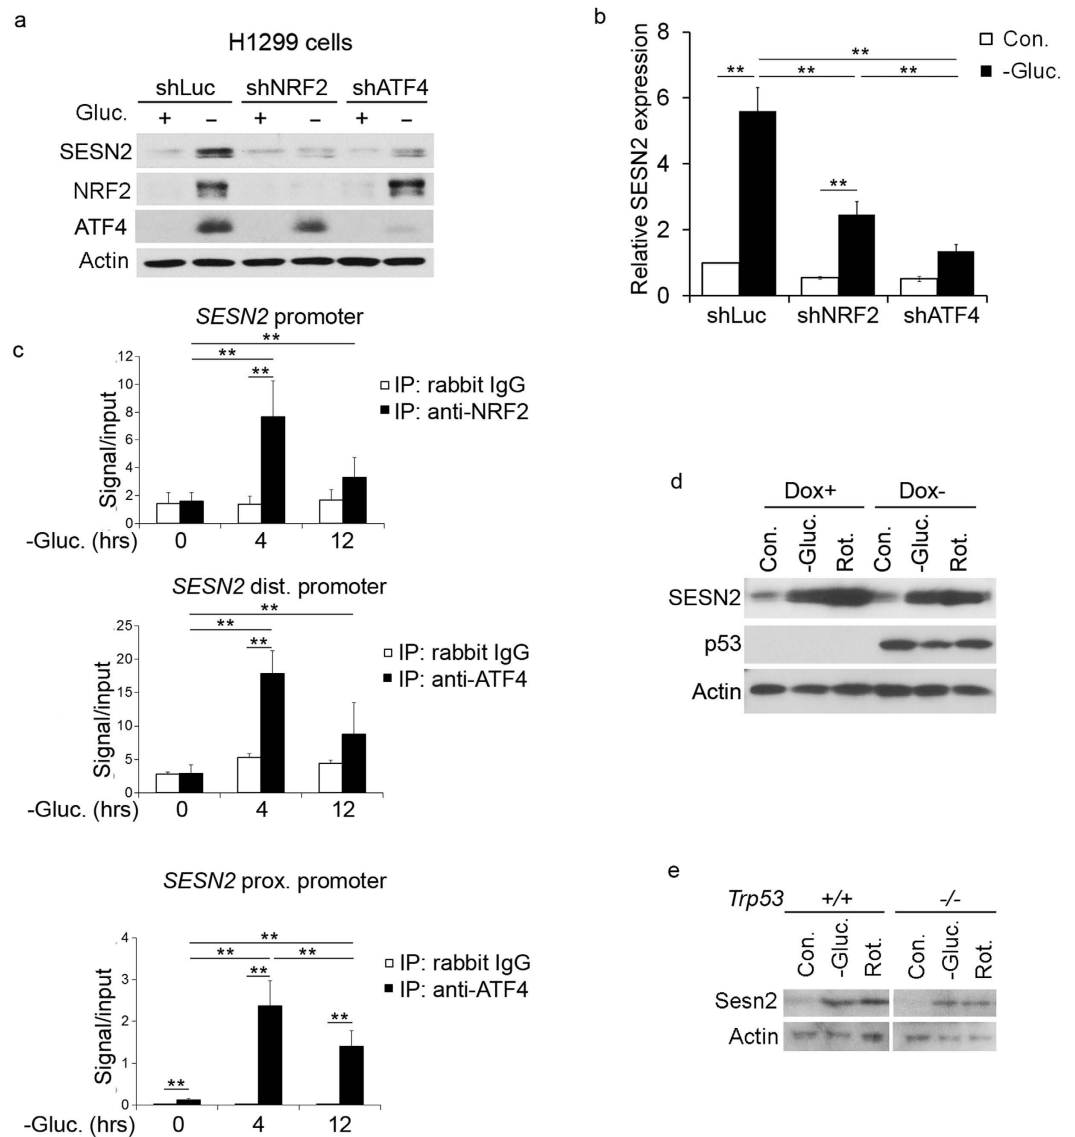 a
H1299 cells
shLuc shNRF2 shATF4
Gluc. + – + – + –
SESN2
NRF2
ATF4
Actin
b
Relative SESN2 expression
8
6
4
2
0
** ** ** ** **
Con.
-Gluc.
shLuc shNRF2 shATF4
c
SESN2 promoter
Signal/input
12
10
8
6
4
2
0
** ** **
IP: rabbit IgG
IP: anti-NRF2
-Gluc. (hrs) 0 4 12
SESN2 dist. promoter
Signal/input
25
20
15
10
5
0
** ** **
IP: rabbit IgG
IP: anti-ATF4
-Gluc. (hrs) 0 4 12
SESN2 prox. promoter
Signal/input
4
3
2
1
0
** ** ** ** ** **
IP: rabbit IgG
IP: anti-ATF4
-Gluc. (hrs) 0 4 12
d
Dox+ Dox-
Con. -Gluc. Rot. Con. -Gluc. Rot.
SESN2
p53
Actin
e
Trp53 +/+ -/-
Con. -Gluc. Rot. Con. -Gluc. Rot.
Sesn2
Actin